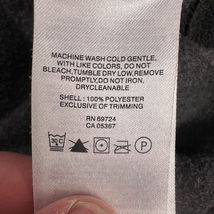 MACHINE WASH COLD GENTLE,
WITH LIKE COLORS, DO NOT
BLEACH,TUMBLE DRY LOW,REMOVE
PROMPTLY,DO NOT IRON,
DRYCLEANABLE
SHELL : 100% POLYESTER
EXCLUSIVE OF TRIMMING
RN 69724
CA 05367
P